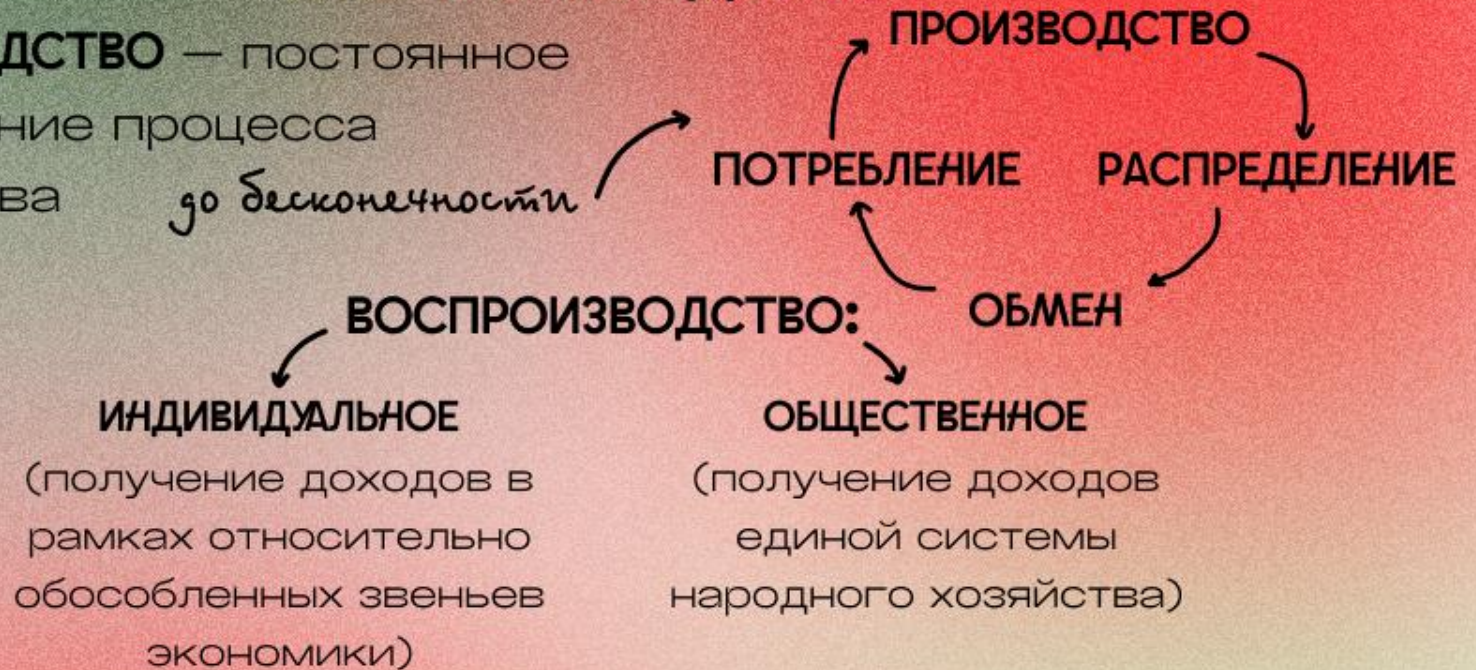 ДСТВО — постоянное
ние процесса
ва
до бесконечности
ПРОИЗВОДСТВО
ПОТРЕБЛЕНИЕ РАСПРЕДЕЛЕНИЕ
ОБМЕН
ВОСПРОИЗВОДСТВО:
ИНДИВИДУАЛЬНОЕ
(получение доходов в
рамках относительно
обособленных звеньев
экономики)
ОБЩЕСТВЕННОЕ
(получение доходов
единой системы
народного хозяйства)